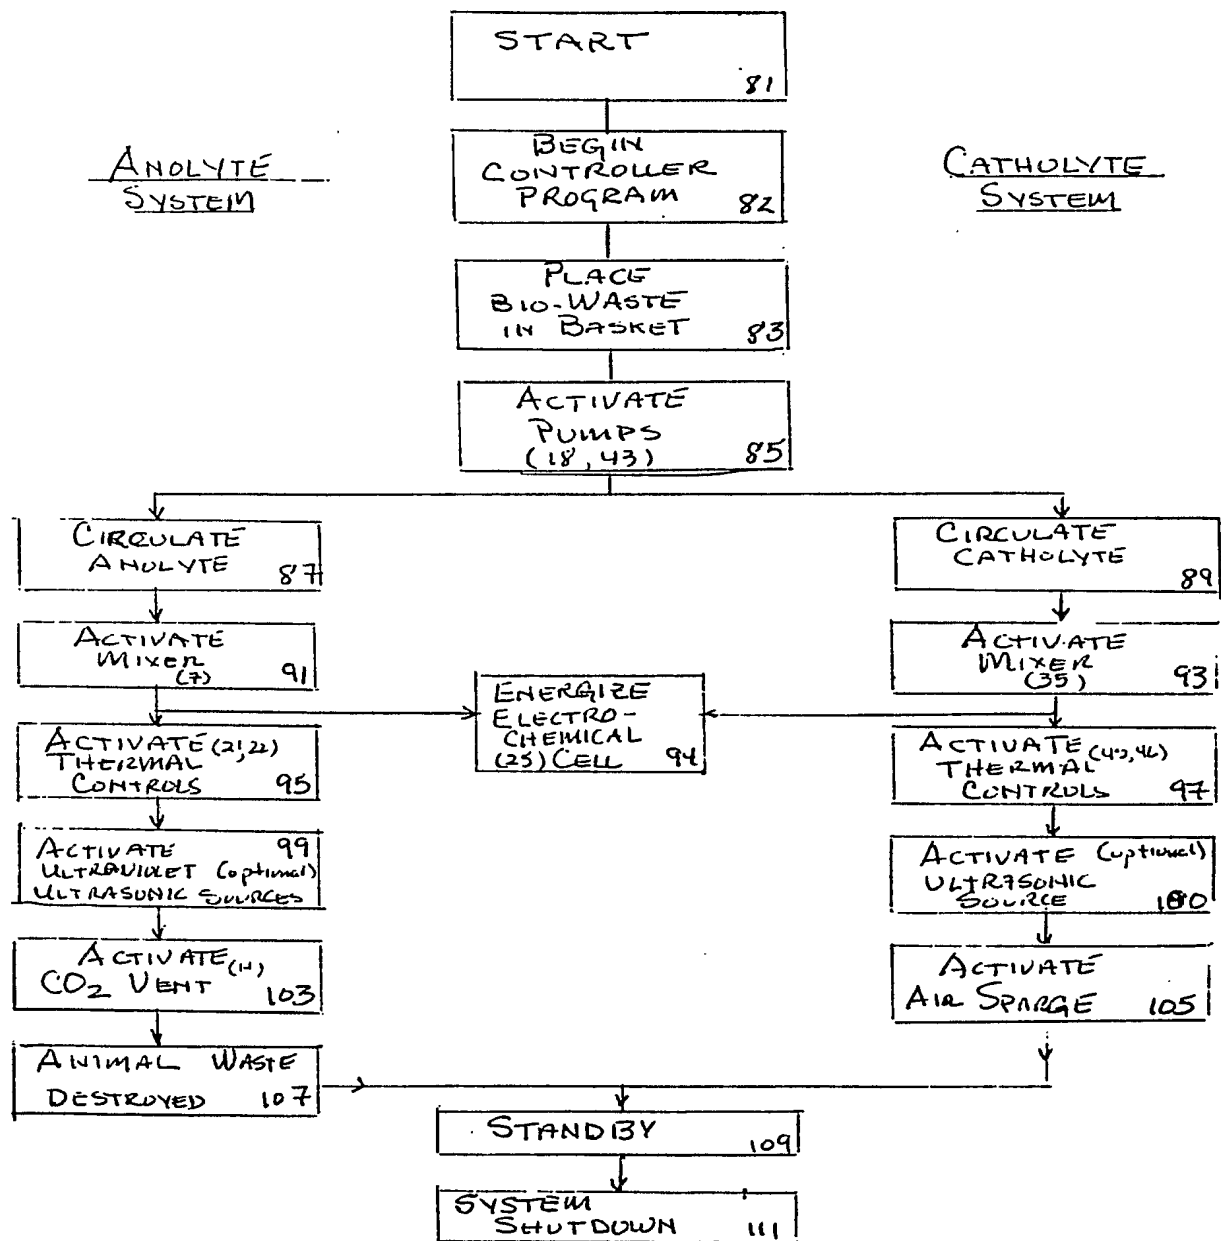 START
81
BEGIN
CONTROLLER
PROGRAM
82
ANOLYTE
SYSTEM
CATHOLYTE
SYSTEM
PLACE
BIO-WASTE
IN BASKET
83
ACTIVATE
PUMPS
(18, 43)
85
CIRCULATE
ANOLYTE
87
CIRCULATE
CATHOLYTE
89
ACTIVATE
MIXER
(7)
91
ACTIVATE
MIXER
(35)
93
ENERGIZE
ELECTRO-
CHEMICAL
(25) CELL
94
ACTIVATE (21,22)
THERMAL
CONTROLS
95
ACTIVATE
THERMAL
CONTROLS
97
99
ACTIVATE
ULTRAVIOLET (optional)
ULTRASONIC SOURCES
ACTIVATE (optional)
ULTRASONIC
SOURCE
100
ACTIVATE
CO2 VENT
103
ACTIVATE
AIR SPARGE
105
ANIMAL WASTE
DESTROYED
107
STANDBY
109
SYSTEM
SHUTDOWN
111